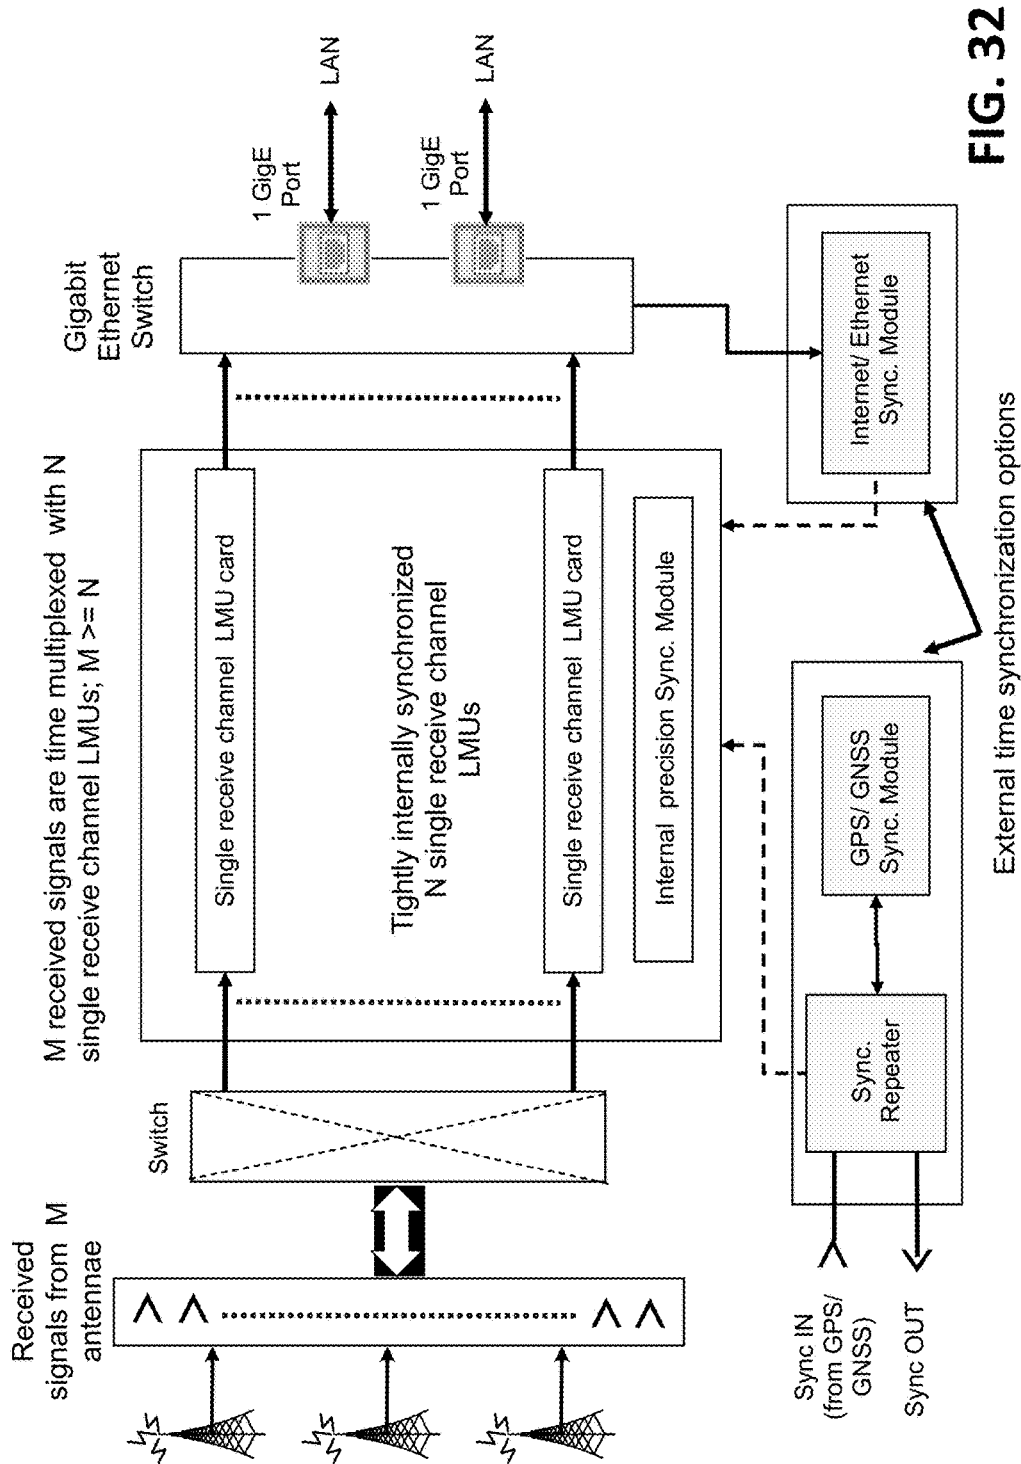 Received
signals from M
antennae
Switch
M received signals are time multiplexed with N
single receive channel LMUs; M >= N
Single receive channel LMU card
Tightly internally synchronized
N single receive channel
LMUs
Single receive channel LMU card
Internal precision Sync. Module
Gigabit
Ethernet
Switch
1 GigE
Port
LAN
1 GigE
Port
LAN
Sync IN
(from GPS/
GNSS)
Sync OUT
Sync.
Repeater
GPS/ GNSS
Sync. Module
Internet/ Ethernet
Sync. Module
External time synchronization options
FIG. 32